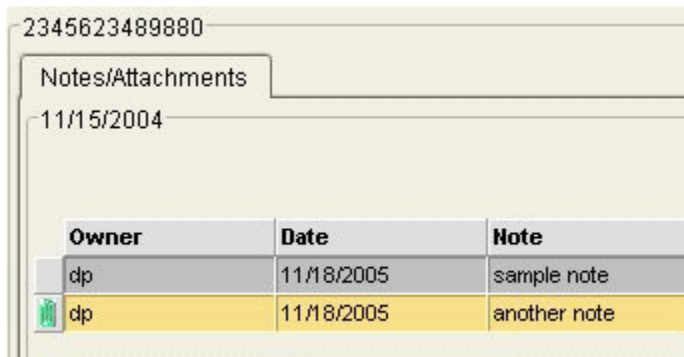 2345623489880
Notes/Attachments
11/15/2004
Owner Date Note
dp 11/18/2005 sample note
dp 11/18/2005 another note